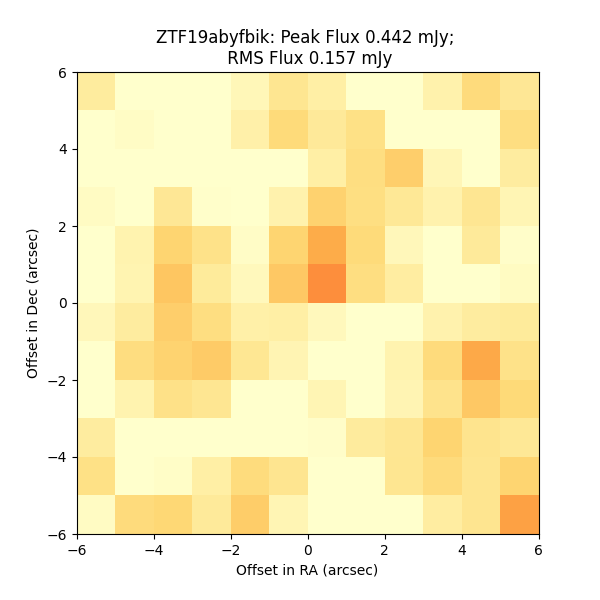 ZTF19abyfbik: Peak Flux 0.442 mJy;
RMS Flux 0.157 mJy
6
4
2
0
−2
−4
−6
Offset in Dec (arcsec)
−6 −4 −2 0 2 4 6
Offset in RA (arcsec)